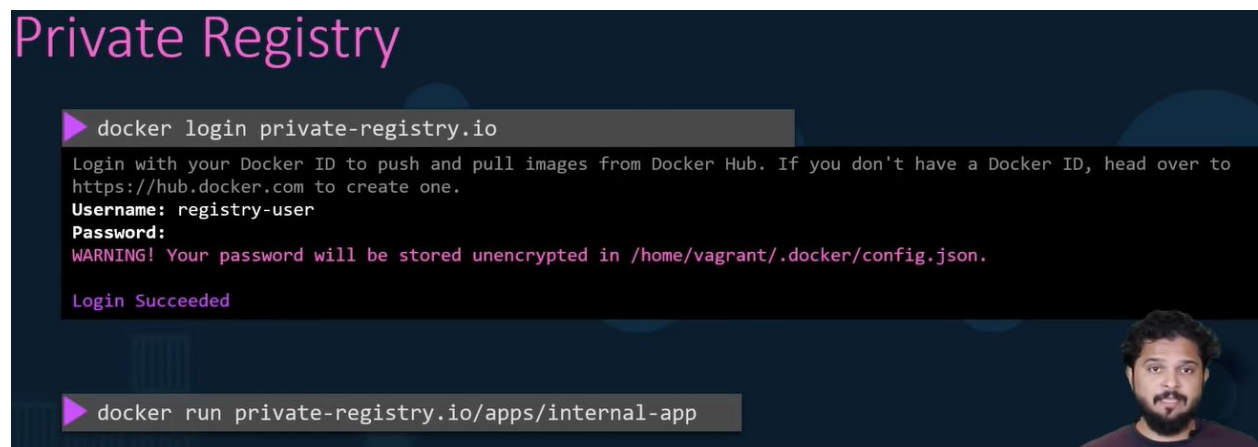 Private Registry
docker login private-registry.io
Login with your Docker ID to push and pull images from Docker Hub. If you don't have a Docker ID, head over to
https://hub.docker.com to create one.
Username: registry-user
Password:
WARNING! Your password will be stored unencrypted in /home/vagrant/.docker/config.json.
Login Succeeded
docker run private-registry.io/apps/internal-app